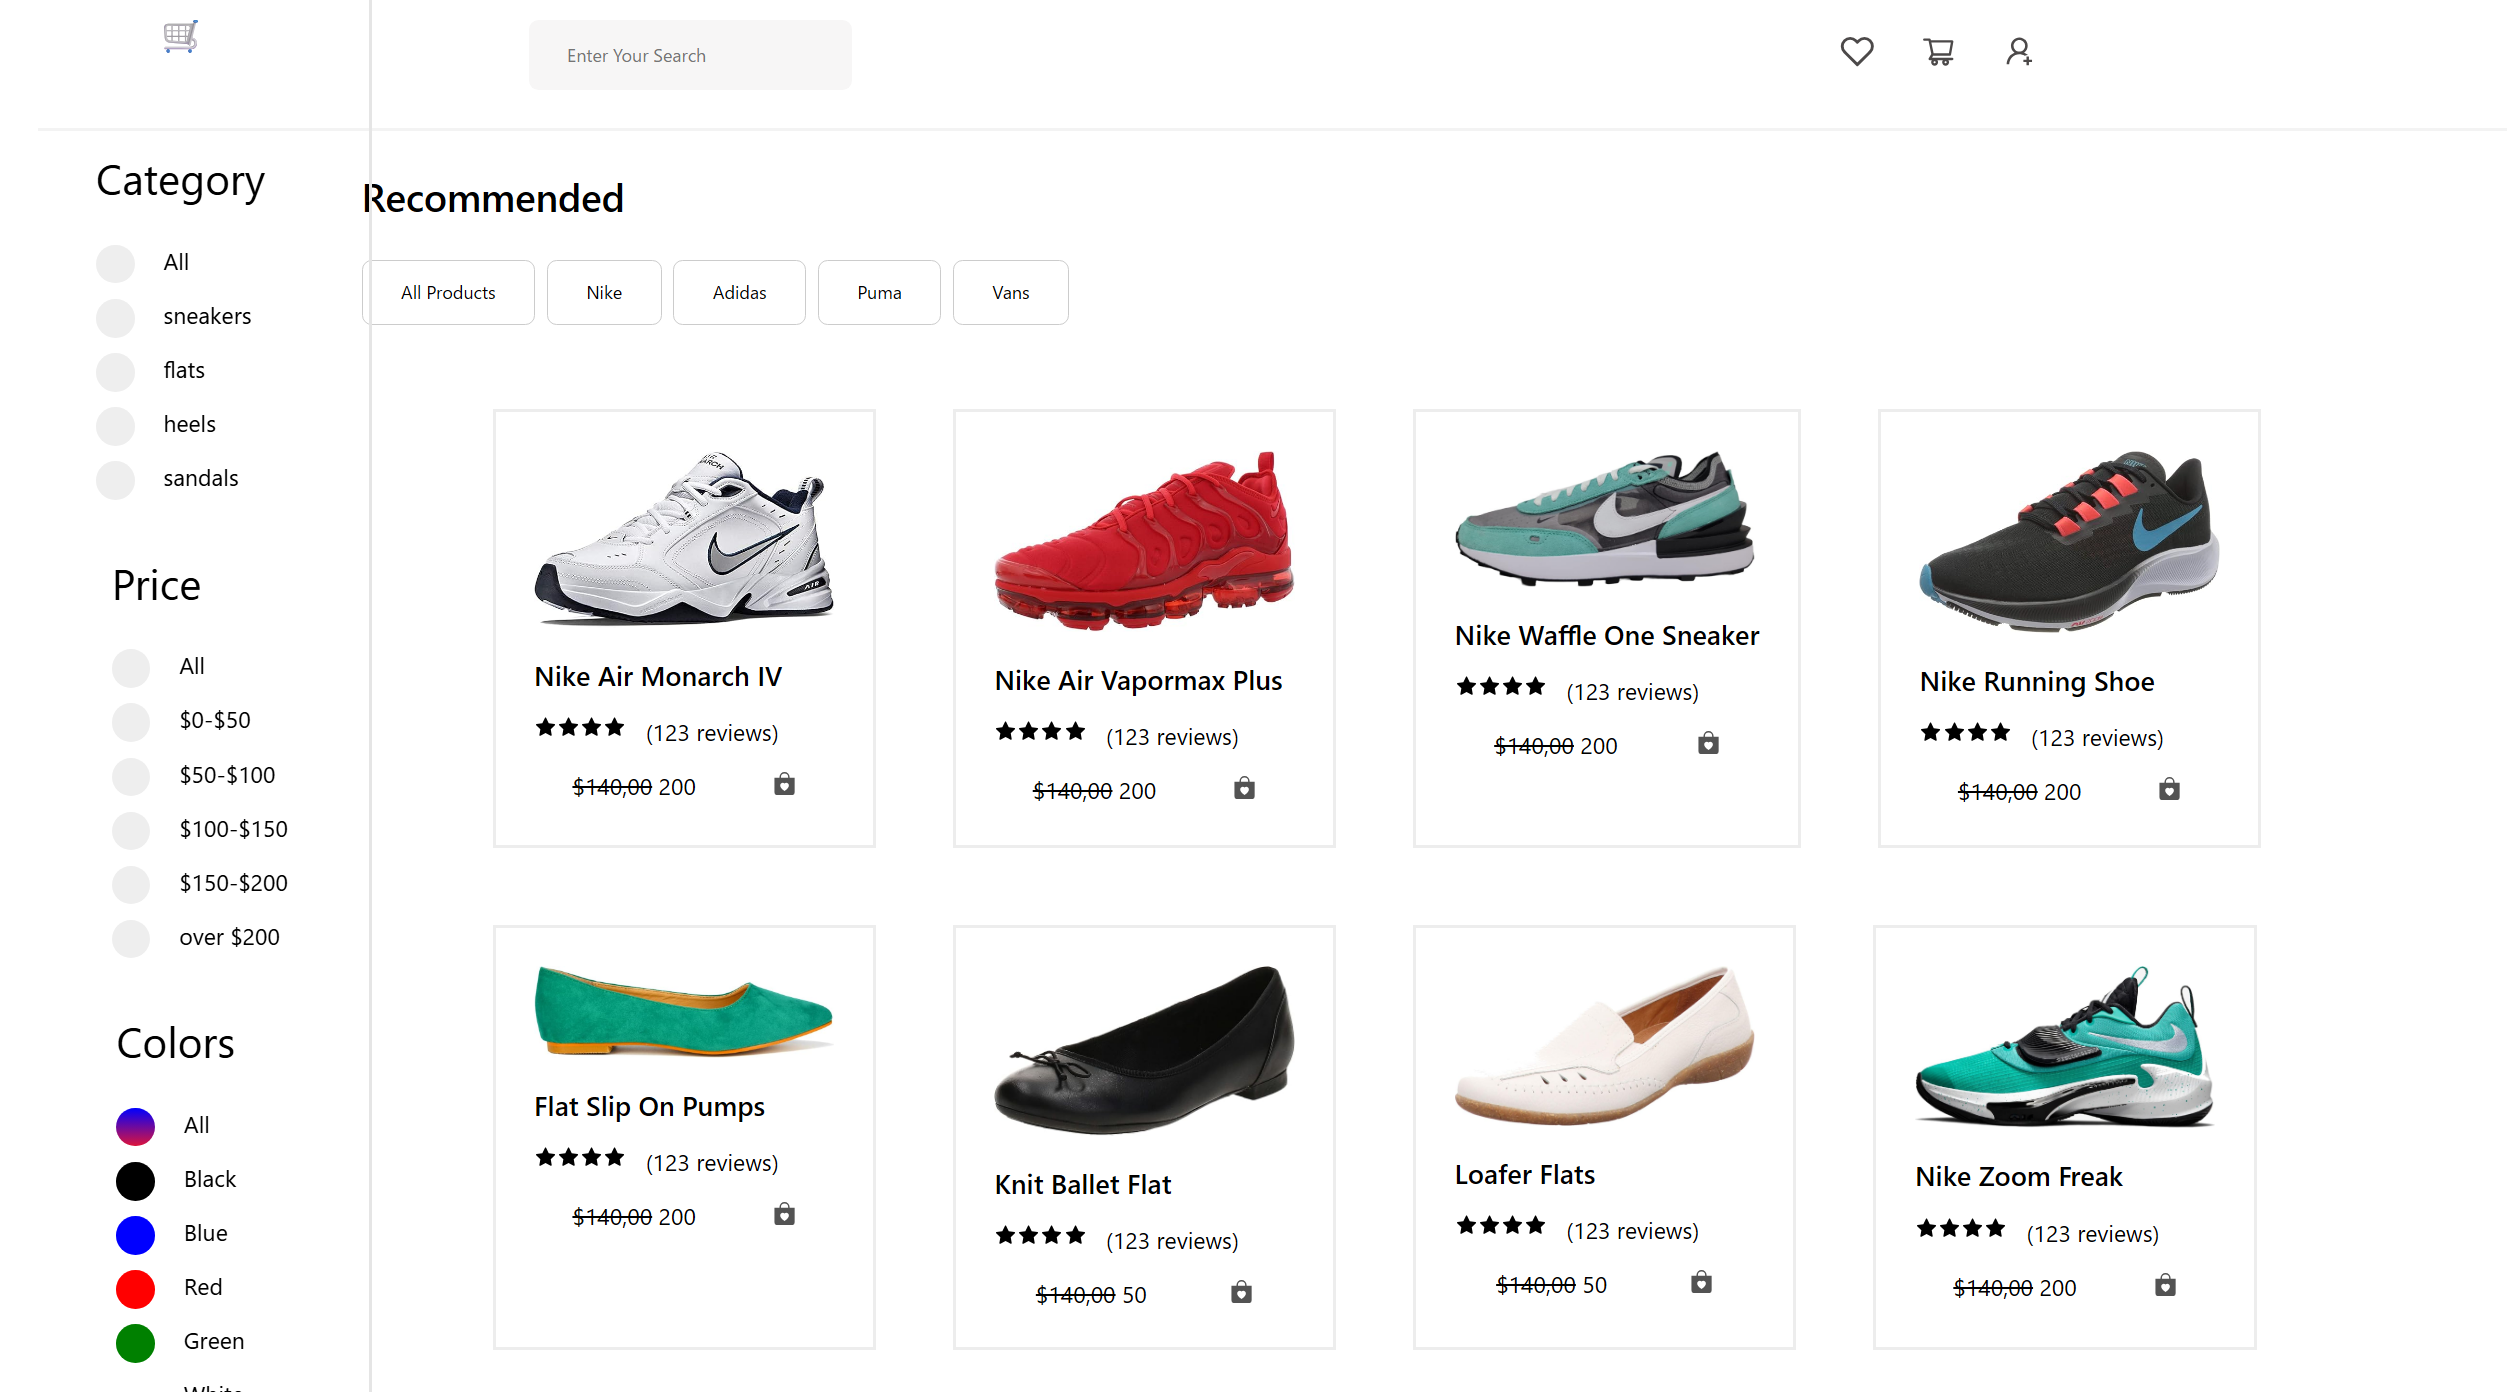 Enter Your Search
Category
All
sneakers
flats
heels
sandals
Price
All
$0-$50
$50-$100
$100-$150
$150-$200
over $200
Colors
All
Black
Blue
Red
Green
White
Recommended
All Products Nike Adidas Puma Vans
Nike Air Monarch IV
(123 reviews)
$140,00 200
Nike Air Vapormax Plus
(123 reviews)
$140,00 200
Nike Waffle One Sneaker
(123 reviews)
$140,00 200
Nike Running Shoe
(123 reviews)
$140,00 200
Flat Slip On Pumps
(123 reviews)
$140,00 200
Knit Ballet Flat
(123 reviews)
$140,00 50
Loafer Flats
(123 reviews)
$140,00 50
Nike Zoom Freak
(123 reviews)
$140,00 200